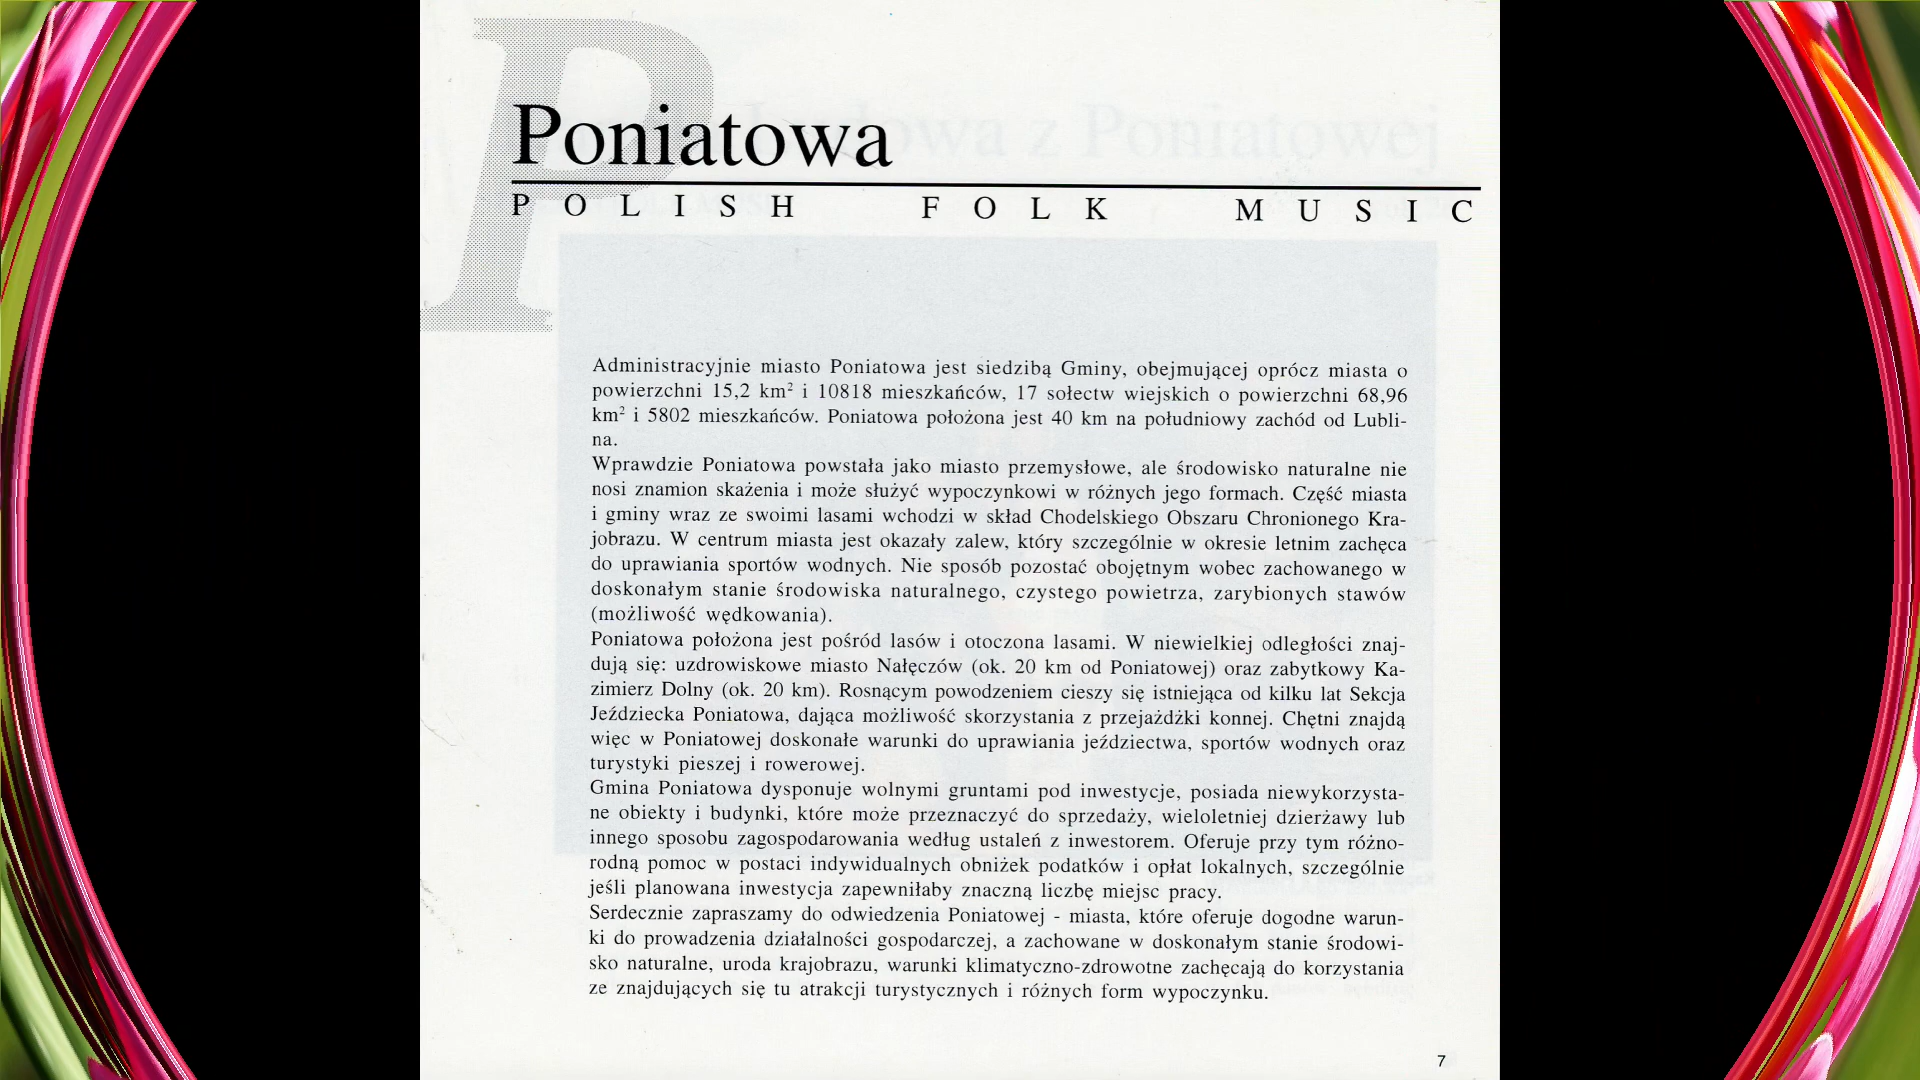 Poniatowa
POLISH FOLK MUSIC
Administracyjnie miasto Poniatowa jest siedzibą Gminy, obejmującej oprócz miasta o
powierzchni 15,2 km² i 10818 mieszkańców, 17 sołectw wiejskich o powierzchni 68,96
km² i 5802 mieszkańców. Poniatowa położona jest 40 km na południowy zachód od Lubli-
na.
Wprawdzie Poniatowa powstała jako miasto przemysłowe, ale środowisko naturalne nie
nosi znamion skażenia i może służyć wypoczynkowi w różnych jego formach. Część miasta
i gminy wraz ze swoimi lasami wchodzi w skład Chodelskiego Obszaru Chronionego Kra-
jobrazu. W centrum miasta jest okazały zalew, który szczególnie w okresie letnim zachęca
do uprawiania sportów wodnych. Nie sposób pozostać obojętnym wobec zachowanego w
doskonałym stanie środowiska naturalnego, czystego powietrza, zarybionych stawów
(możliwość wędkowania).
Poniatowa położona jest pośród lasów i otoczona lasami. W niewielkiej odległości znaj-
dują się: uzdrowiskowe miasto Nałęczów (ok. 20 km od Poniatowej) oraz zabytkowy Ka-
zimierz Dolny (ok. 20 km). Rosnącym powodzeniem cieszy się istniejąca od kilku lat Sekcja
Jeździecka Poniatowa, dająca możliwość skorzystania z przejażdżki konnej. Chętni znajdą
więc w Poniatowej doskonałe warunki do uprawiania jeździectwa, sportów wodnych oraz
turystyki pieszej i rowerowej.
Gmina Poniatowa dysponuje wolnymi gruntami pod inwestycje, posiada niewykorzysta-
ne obiekty i budynki, które może przeznaczyć do sprzedaży, wieloletniej dzierżawy lub
innego sposobu zagospodarowania według ustaleń z inwestorem. Oferuje przy tym różno-
rodną pomoc w postaci indywidualnych obniżek podatków i opłat lokalnych, szczególnie
jeśli planowana inwestycja zapewniłaby znaczną liczbę miejsc pracy.
Serdecznie zapraszamy do odwiedzenia Poniatowej - miasta, które oferuje dogodne warun-
ki do prowadzenia działalności gospodarczej, a zachowane w doskonałym stanie środowi-
sko naturalne, uroda krajobrazu, warunki klimatyczno-zdrowotne zachęcają do korzystania
ze znajdujących się tu atrakcji turystycznych i różnych form wypoczynku.
7